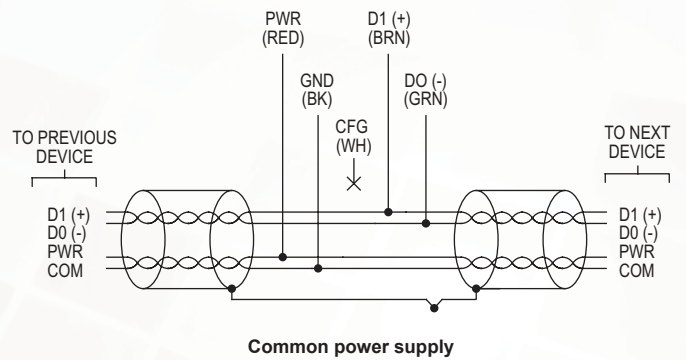 PWR
(RED)
D1 (+)
(BRN)
GND
(BK)
DO (-)
(GRN)
CFG
(WH)
TO PREVIOUS
DEVICE
TO NEXT
DEVICE
D1 (+)
D0 (-)
PWR
COM
D1 (+)
D0 (-)
PWR
COM
Common power supply